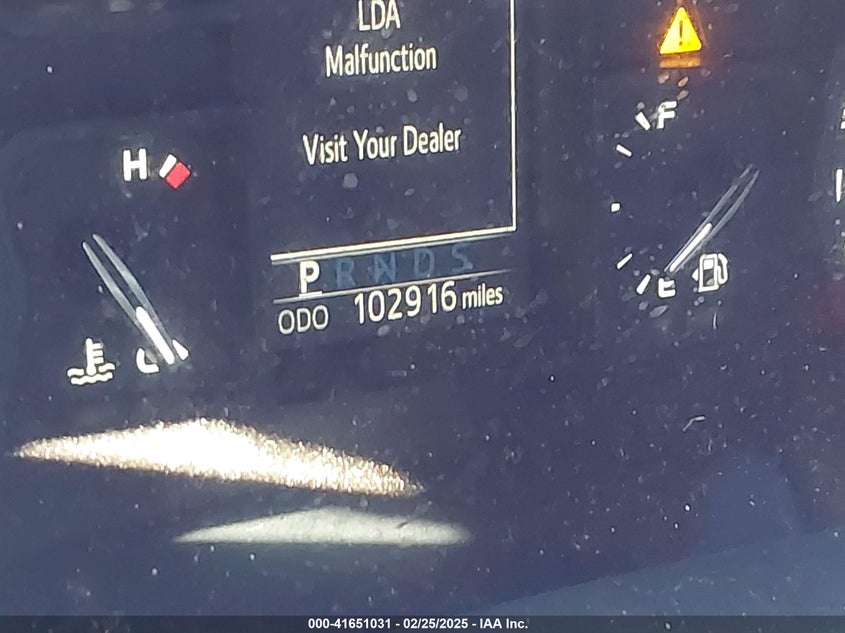 LDA
Malfunction
Visit Your Dealer
F
H
P R N D S
ODO 102916 miles
E
C
000-41651031 - 02/25/2025 - IAA Inc.